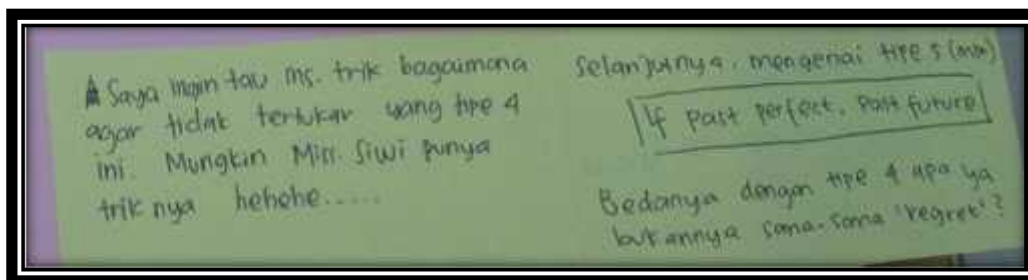 Saya ingin tau ms. trik bagaimana
agar tidak tertukar yang tipe 4
ini. Mungkin Miss. Siwi punya
trik nya hehehe.....
Selanjutnya, mengenai tipe 5 (mix)
If past perfect, past future
Bedanya dengan tipe 4 apa ya
bukannya sama-sama 'regret'?